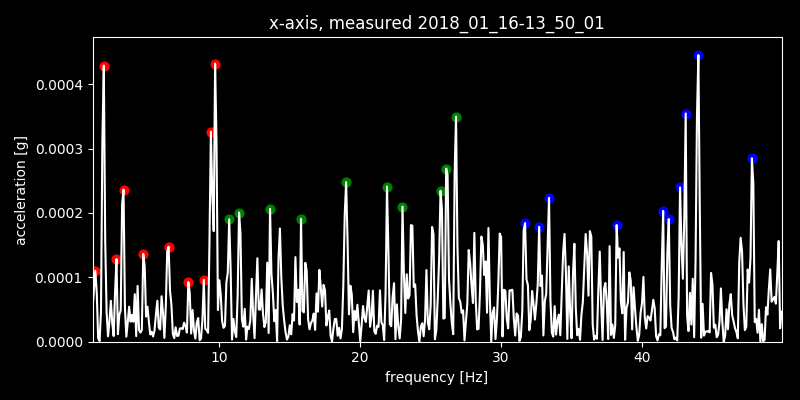 x-axis, measured 2018_01_16-13_50_01
acceleration [g]
0.0004
0.0003
0.0002
0.0001
0.0000
10 20 30 40
frequency [Hz]